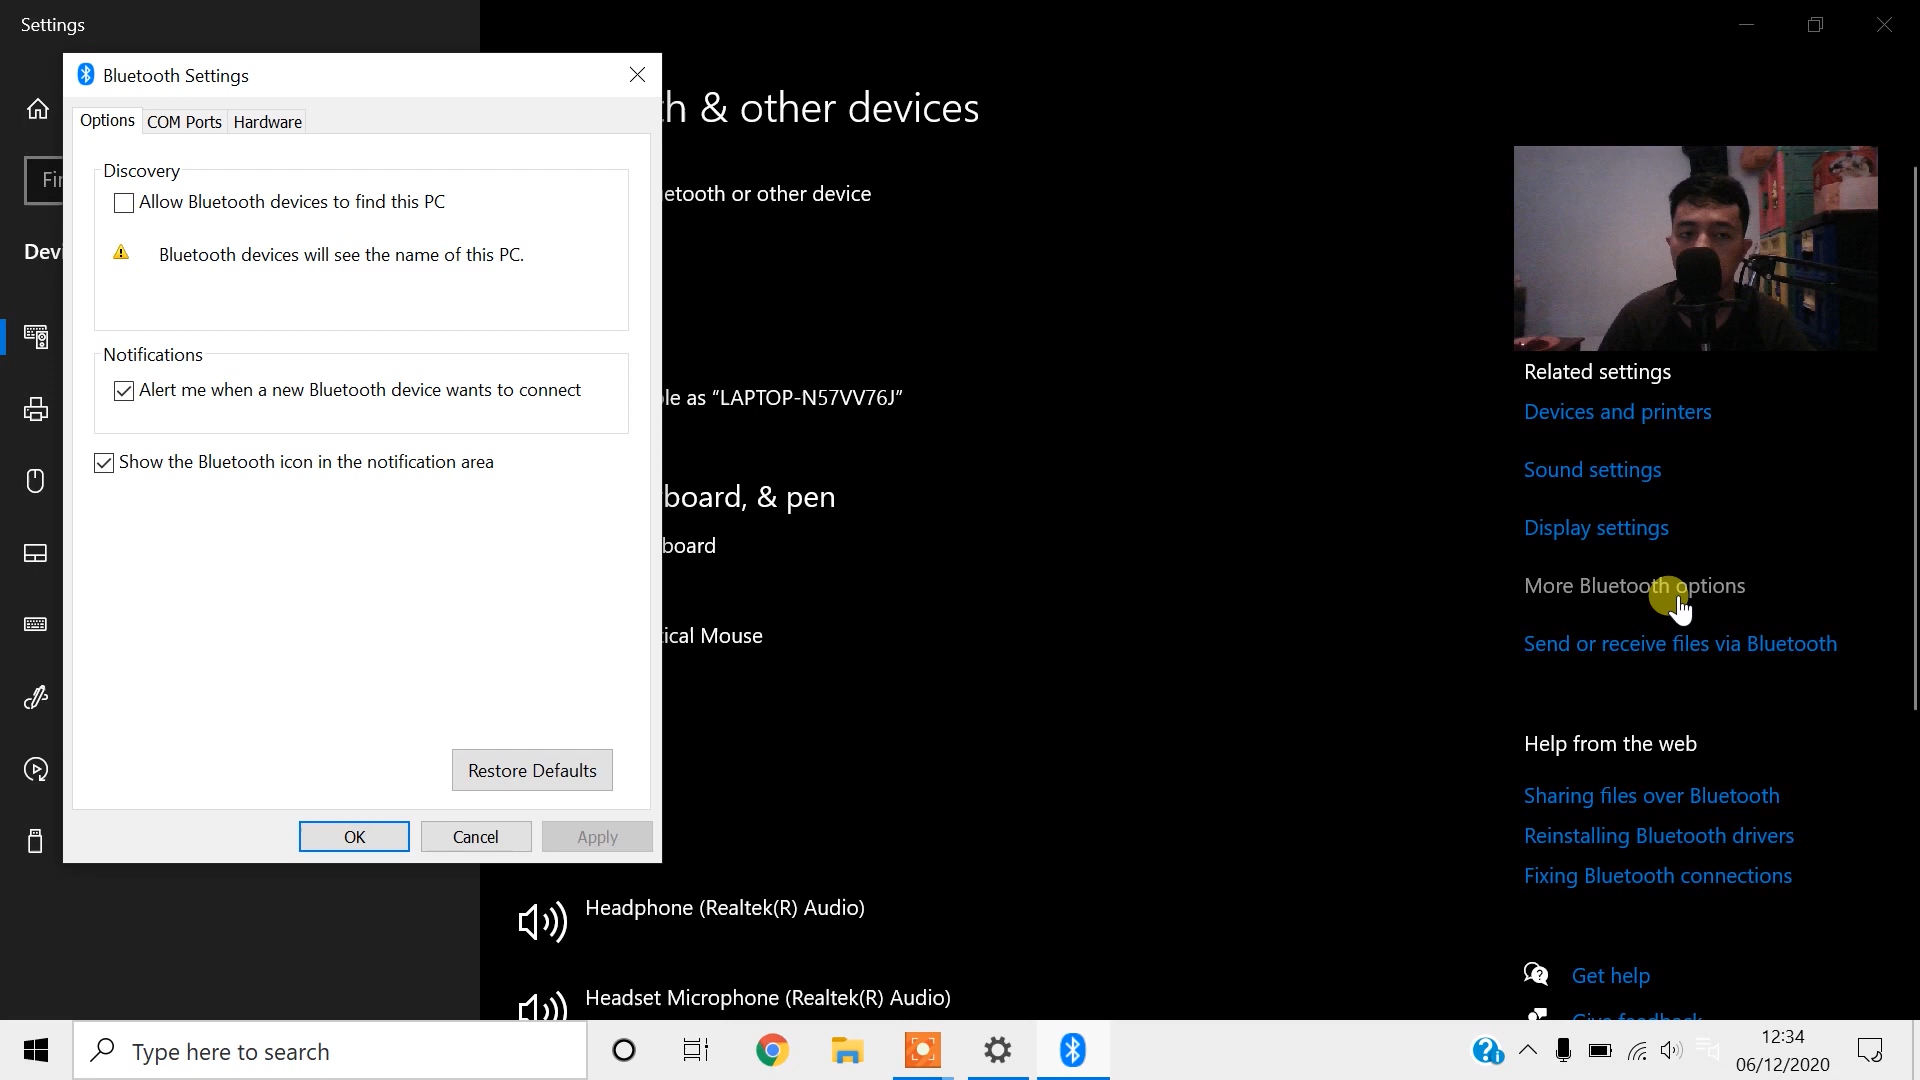 Settings
Bluetooth Settings
Options
COM Ports
Hardware
Discovery
Allow Bluetooth devices to find this PC
Bluetooth devices will see the name of this PC.
Notifications
Alert me when a new Bluetooth device wants to connect
Show the Bluetooth icon in the notification area
Restore Defaults
OK
Cancel
Apply
Fi
Devi
h & other devices
etooth or other device
le as “LAPTOP-N57VV76J”
board, & pen
board
ical Mouse
Headphone (Realtek(R) Audio)
Headset Microphone (Realtek(R) Audio)
Related settings
Devices and printers
Sound settings
Display settings
More Bluetooth options
Send or receive files via Bluetooth
Help from the web
Sharing files over Bluetooth
Reinstalling Bluetooth drivers
Fixing Bluetooth connections
Get help
Give feedback
Type here to search
12:34
06/12/2020